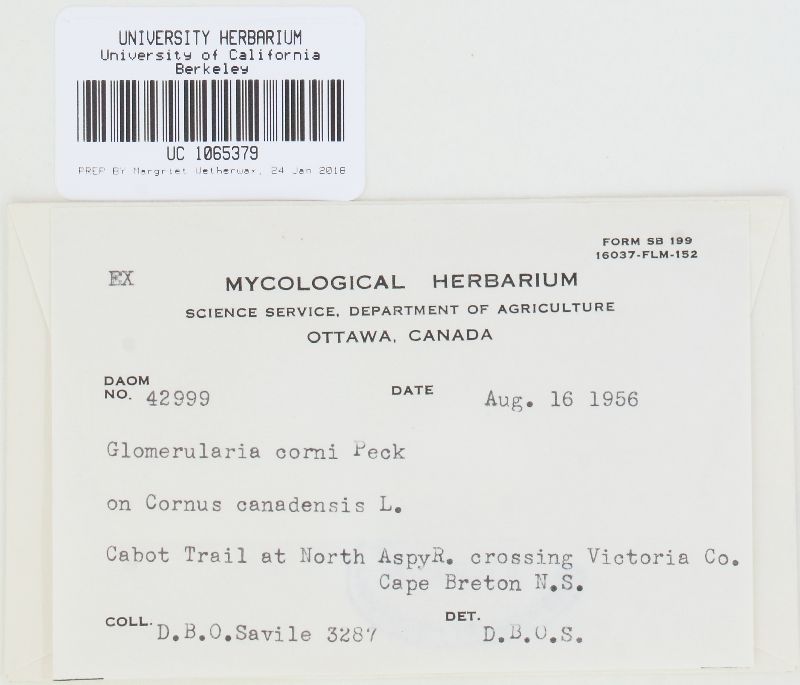 UNIVERSITY HERBARIUM
University of California
Berkeley
UC 1065379
PREP BY Margriet Wetherwax, 24 Jan 2018
FORM SB 199
16037-FLM-152
EX
MYCOLOGICAL HERBARIUM
SCIENCE SERVICE, DEPARTMENT OF AGRICULTURE
OTTAWA, CANADA
DAOM NO. 42999 DATE Aug. 16 1956
Glomerularia corni Peck
on Cornus canadensis L.
Cabot Trail at North AspyR. crossing Victoria Co.
Cape Breton N.S.
COLL. D.B.O.Savile 3287 DET. D.B.O.S.